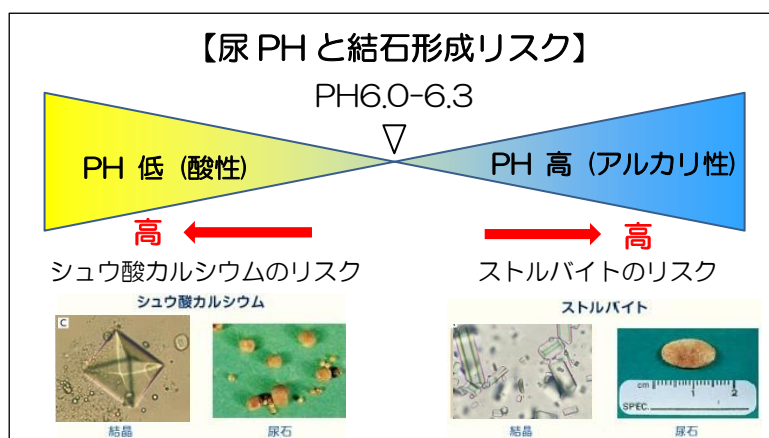 【尿PHと結石形成リスク】
PH6.0-6.3
PH 低 (酸性)
PH 高 (アルカリ性)
高
高
シュウ酸カルシウムのリスク
ストルバイトのリスク
シュウ酸カルシウム
ストルバイト
C
cm 1 2
SPEC.
結晶
尿石
結晶
尿石